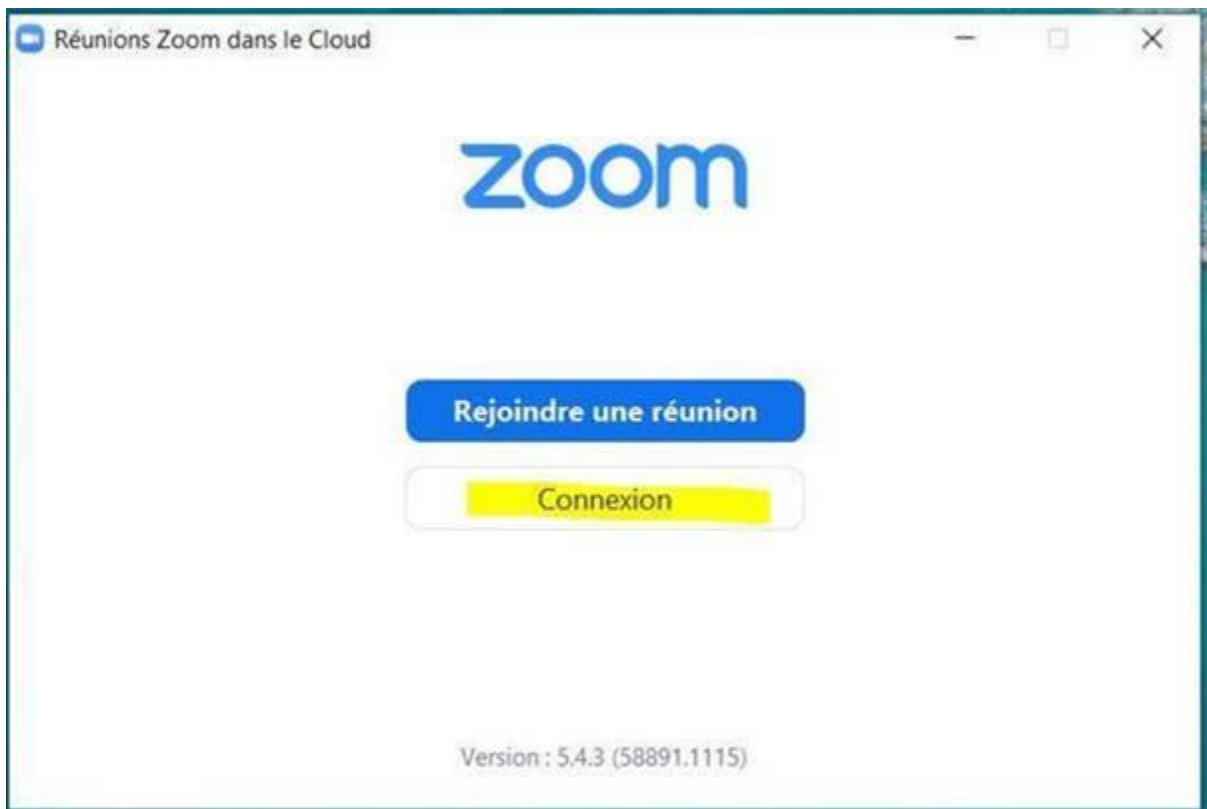 Réunions Zoom dans le Cloud
zoom
Rejoindre une réunion
Connexion
Version : 5.4.3 (58891.1115)